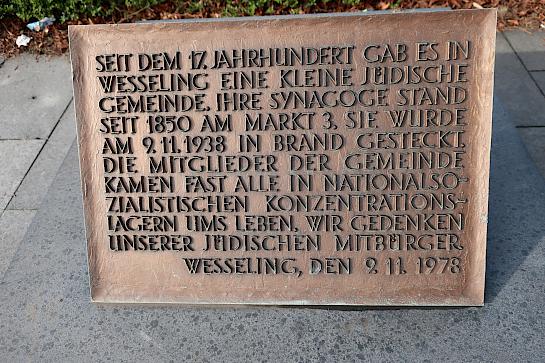 SEIT DEM 17. JAHRHUNDERT GAB ES IN
WESSELING EINE KLEINE JÜDISCHE
GEMEINDE. IHRE SYNAGOGE STAND
SEIT 1850 AM MARKT 3. SIE WURDE
AM 9.11.1938 IN BRAND GESTECKT.
DIE MITGLIEDER DER GEMEINDE
KAMEN FAST ALLE IN NATIONALSO-
ZIALISTISCHEN KONZENTRATIONS-
LAGERN UMS LEBEN. WIR GEDENKEN
UNSERER JÜDISCHEN MITBÜRGER.
WESSELING, DEN 9.11.1978